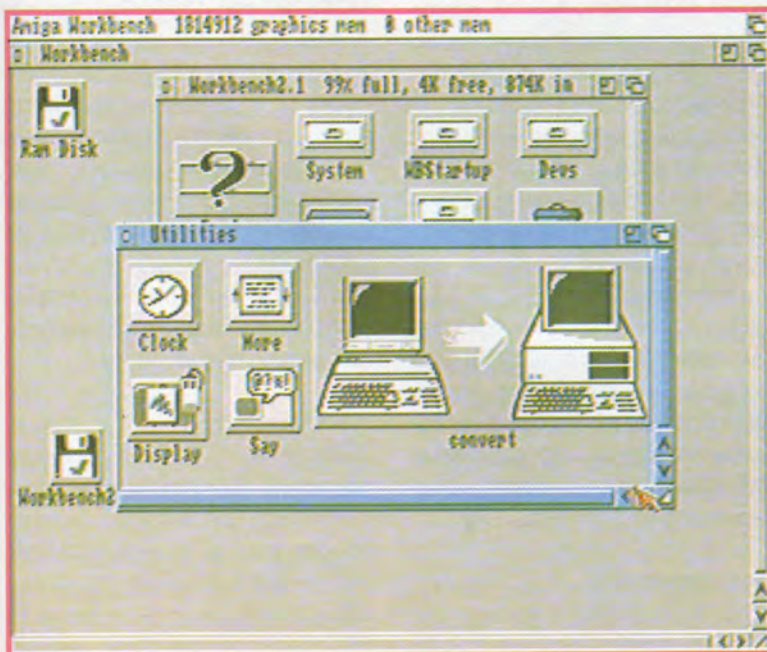 Amiga Workbench 1814912 graphics mem 0 other mem
Workbench
Workbench2.1 99% full, 4K free, 874K in
Ram Disk
System WBStartup Devs
Utilities
Clock More
Display Say convert
@?*!
Workbench2